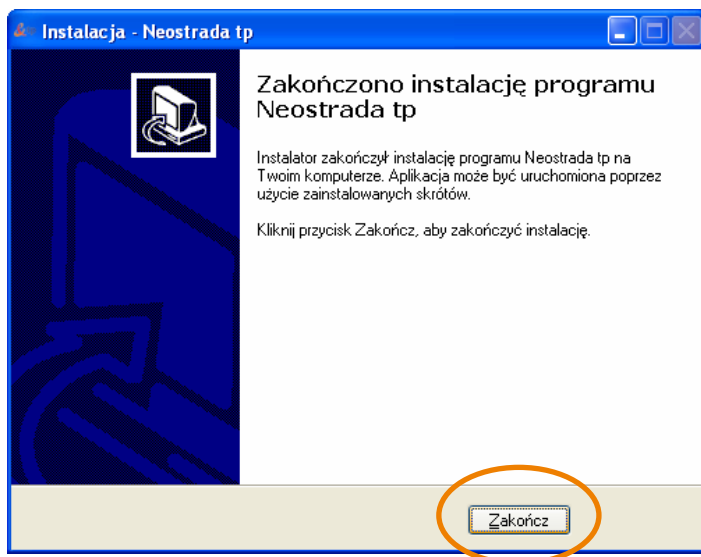 Instalacja - Neostrada tp
Zakończono instalację programu
Neostrada tp
Instalator zakończył instalację programu Neostrada tp na
Twoim komputerze. Aplikacja może być uruchomiona poprzez
użycie zainstalowanych skrótów.
Kliknij przycisk Zakończ, aby zakończyć instalację.
Zakończ